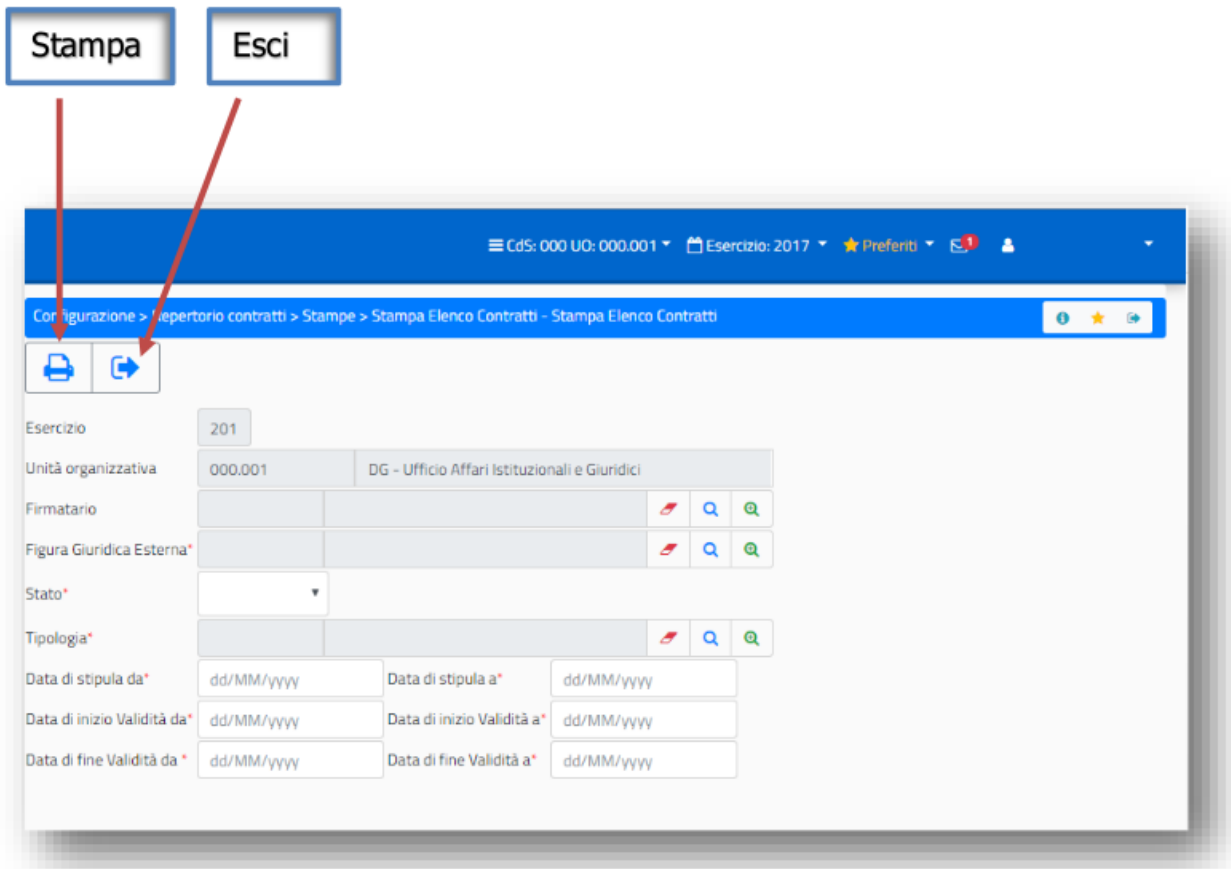 Stampa Esci
CdS: 000 UO: 000.001 Esercizio: 2017 Preferiti 1
Configurazione > Repertorio contratti > Stampe > Stampa Elenco Contratti - Stampa Elenco Contratti
Esercizio 201
Unità organizzativa 000.001 DG - Ufficio Affari Istituzionali e Giuridici
Firmatario
Figura Giuridica Esterna*
Stato*
Tipologia*
Data di stipula da* dd/MM/yyyy Data di stipula a* dd/MM/yyyy
Data di inizio Validità da* dd/MM/yyyy Data di inizio Validità a* dd/MM/yyyy
Data di fine Validità da * dd/MM/yyyy Data di fine Validità a* dd/MM/yyyy